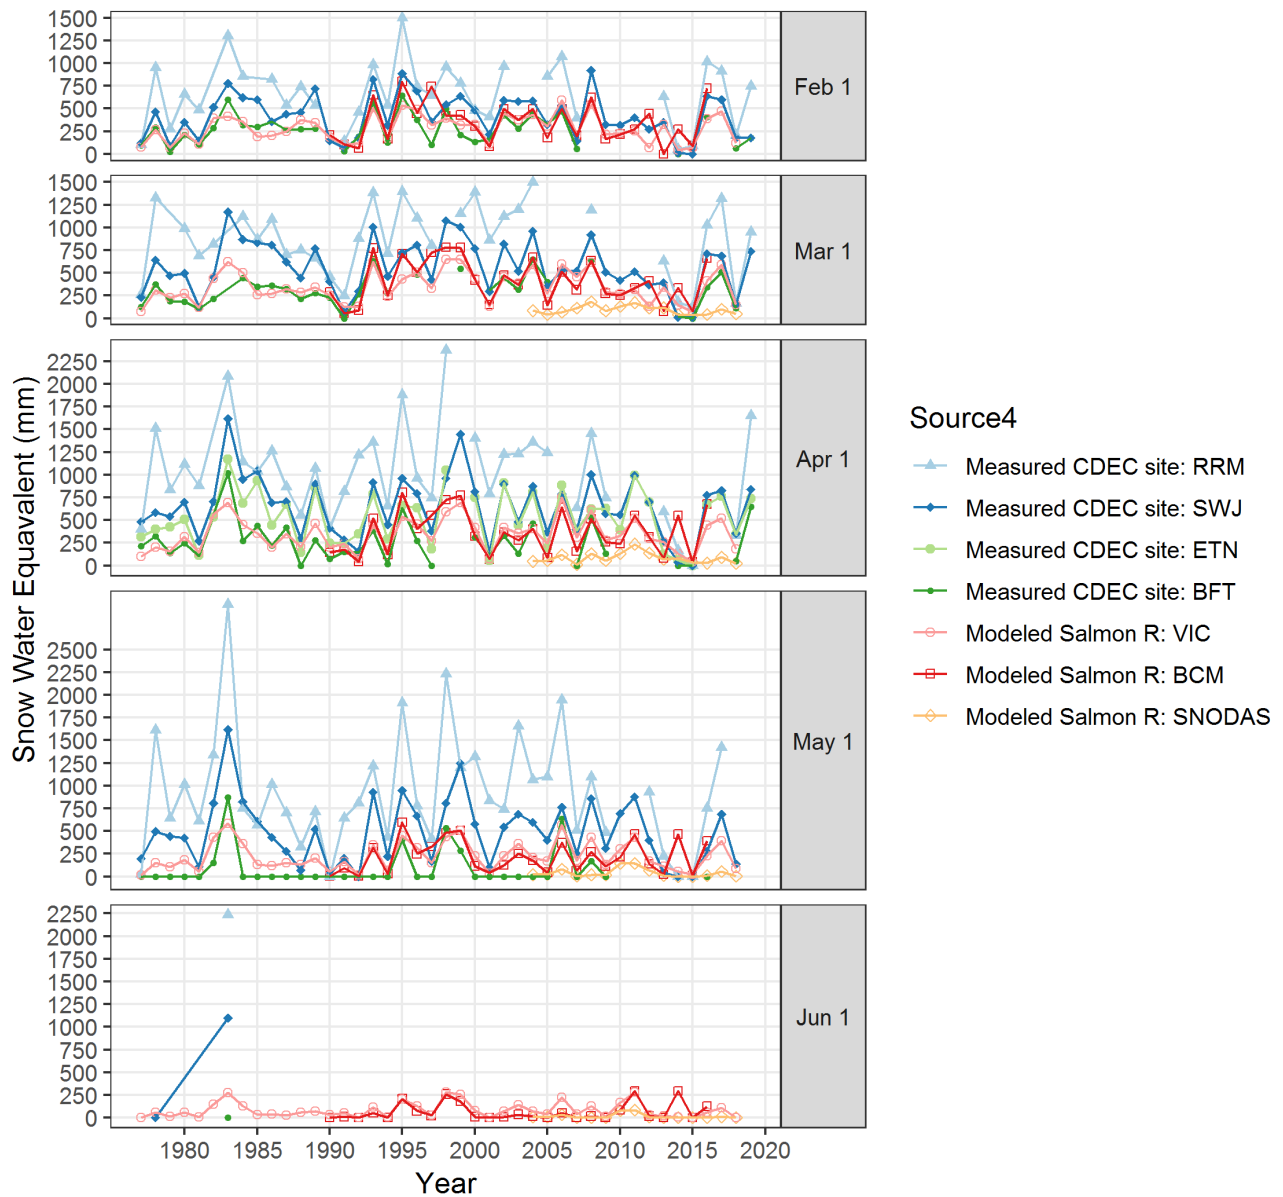 1500
1250
1000
750
500
250
0
Feb 1
1500
1250
1000
750
500
250
0
Mar 1
2250
2000
1750
1500
1250
1000
750
500
250
0
Apr 1
2500
2250
2000
1750
1500
1250
1000
750
500
250
0
May 1
2250
2000
1750
1500
1250
1000
750
500
250
0
Jun 1
1980 1985 1990 1995 2000 2005 2010 2015 2020
Year
Snow Water Equavalent (mm)
Source4
Measured CDEC site: RRM
Measured CDEC site: SWJ
Measured CDEC site: ETN
Measured CDEC site: BFT
Modeled Salmon R: VIC
Modeled Salmon R: BCM
Modeled Salmon R: SNODAS